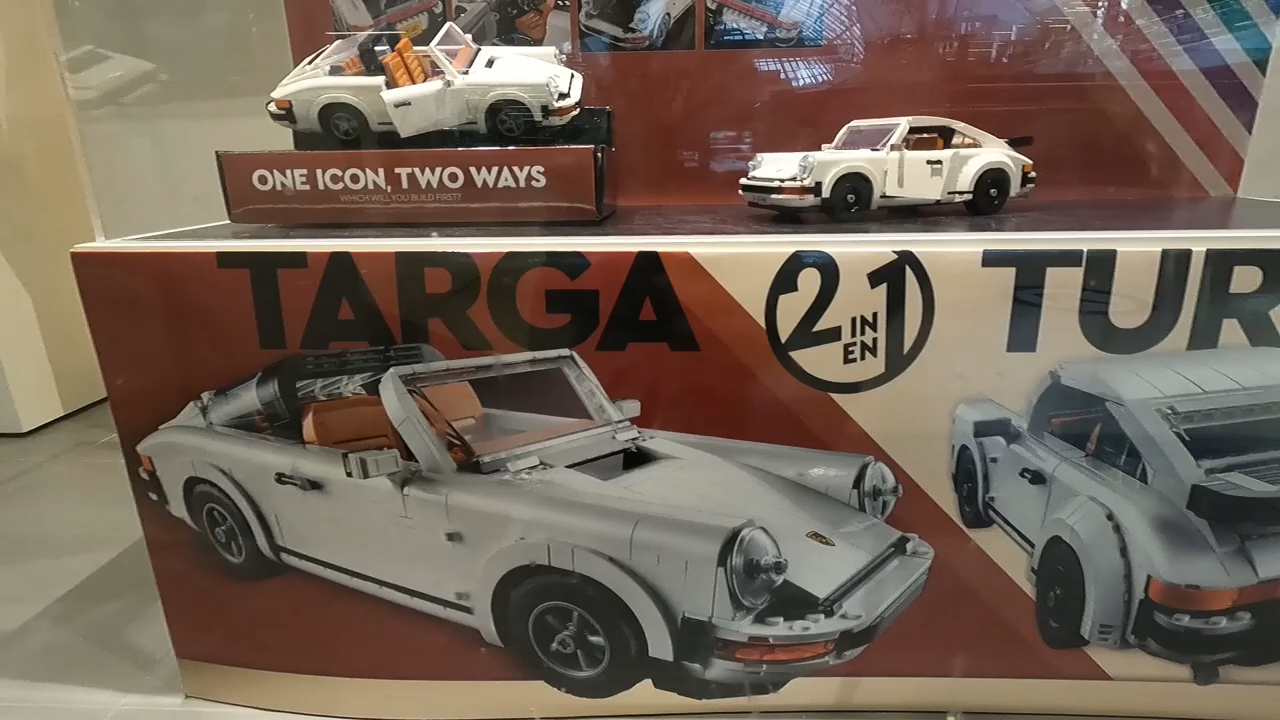 ONE ICON, TWO WAYS
WHICH WILL YOU BUILD FIRST?
TARGA
2 IN EN 1
TUR